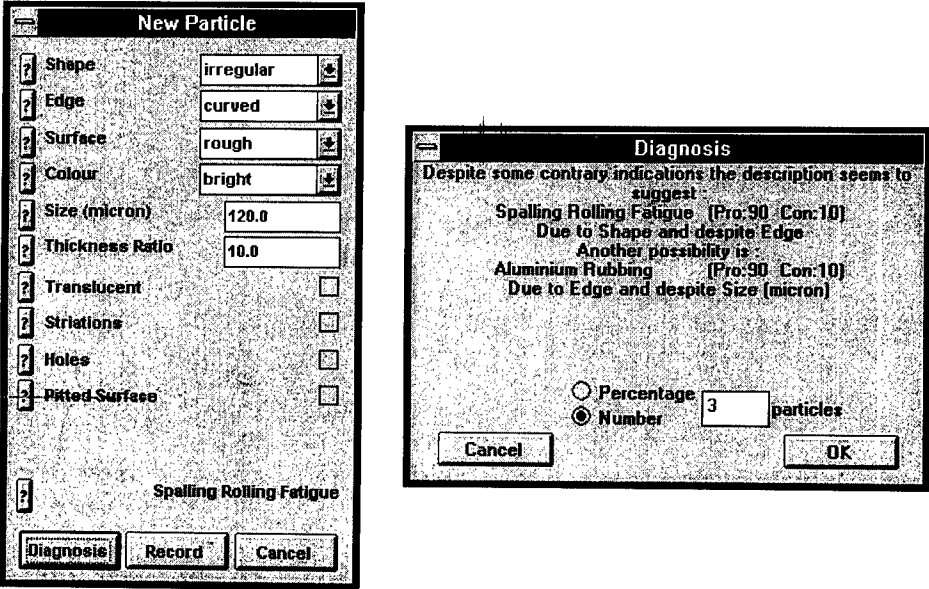 New Particle
? Shape irregular
? Edge curved
? Surface rough
? Colour bright
? Size (micron) 120.0
? Thickness Ratio 10.0
? Translucent
? Striations
? Holes
? Pitted Surface
? Spalling Rolling Fatigue
Diagnosis Record Cancel
Diagnosis
Despite some contrary indications the description seems to
suggest :
Spalling Rolling Fatigue (Pro:90 Con:10)
Due to Shape and despite Edge
Another possibility is :
Aluminium Rubbing (Pro:90 Con:10)
Due to Edge and despite Size (micron)
Percentage
Number 3 particles
Cancel OK